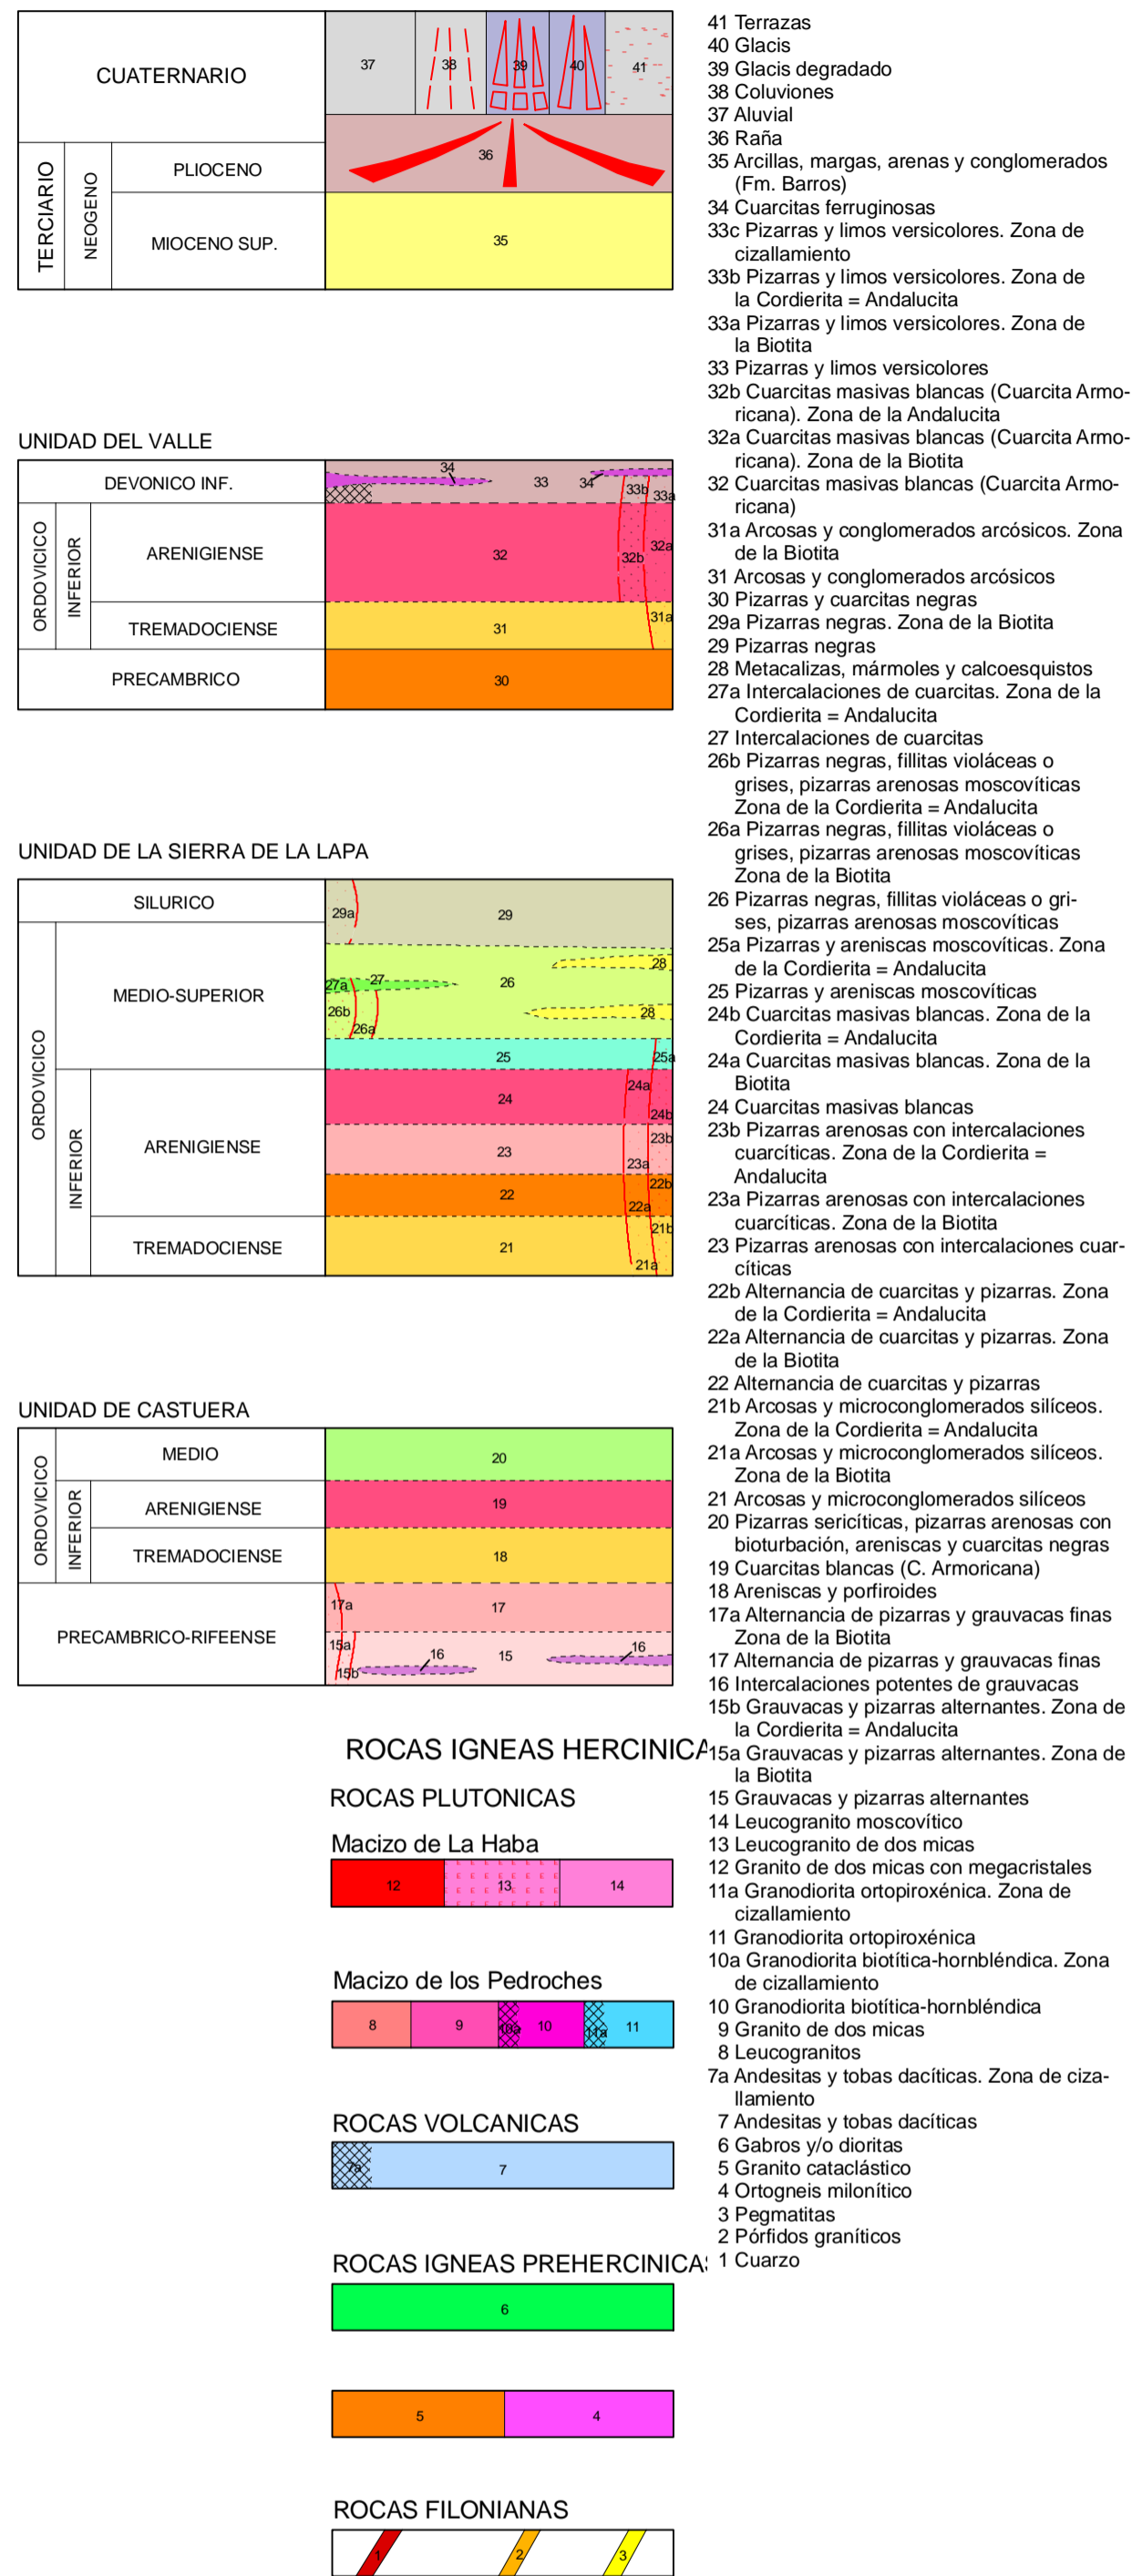 CUATERNARIO
TERCIARIO
NEOGENO
PLIOCENO
MIOCENO SUP.
37
38
39
40
41
36
35
UNIDAD DEL VALLE
DEVONICO INF.
ORDOVICICO
INFERIOR
ARENIGIENSE
TREMADOCIENSE
PRECAMBRICO
34
33
34
33b
33a
32
32b
32a
31
31a
30
UNIDAD DE LA SIERRA DE LA LAPA
SILURICO
ORDOVICICO
MEDIO-SUPERIOR
INFERIOR
ARENIGIENSE
TREMADOCIENSE
29a
29
28
27a
27
26
26b
26a
28
25
25a
24
24a
24b
23
23b
23a
22
22b
22a
21
21b
21a
UNIDAD DE CASTUERA
ORDOVICICO
MEDIO
INFERIOR
ARENIGIENSE
TREMADOCIENSE
PRECAMBRICO-RIFEENSE
20
19
18
17a
17
15a
16
15
16
15b
ROCAS IGNEAS HERCINICA
ROCAS PLUTONICAS
Macizo de La Haba
12
13
14
Macizo de los Pedroches
8
9
10a
10
11a
11
ROCAS VOLCANICAS
7a
7
ROCAS IGNEAS PREHERCINICAS
6
5
4
ROCAS FILONIANAS
1
2
3
41 Terrazas
40 Glacis
39 Glacis degradado
38 Coluviones
37 Aluvial
36 Raña
35 Arcillas, margas, arenas y conglomerados
(Fm. Barros)
34 Cuarcitas ferruginosas
33c Pizarras y limos versicolores. Zona de
cizallamiento
33b Pizarras y limos versicolores. Zona de
la Cordierita = Andalucita
33a Pizarras y limos versicolores. Zona de
la Biotita
33 Pizarras y limos versicolores
32b Cuarcitas masivas blancas (Cuarcita Armo-
ricana). Zona de la Andalucita
32a Cuarcitas masivas blancas (Cuarcita Armo-
ricana). Zona de la Biotita
32 Cuarcitas masivas blancas (Cuarcita Armo-
ricana)
31a Arcosas y conglomerados arcósicos. Zona
de la Biotita
31 Arcosas y conglomerados arcósicos
30 Pizarras y cuarcitas negras
29a Pizarras negras. Zona de la Biotita
29 Pizarras negras
28 Metacalizas, mármoles y calcoesquistos
27a Intercalaciones de cuarcitas. Zona de la
Cordierita = Andalucita
27 Intercalaciones de cuarcitas
26b Pizarras negras, fillitas violáceas o
grises, pizarras arenosas moscovíticas
Zona de la Cordierita = Andalucita
26a Pizarras negras, fillitas violáceas o
grises, pizarras arenosas moscovíticas
Zona de la Biotita
26 Pizarras negras, fillitas violáceas o gri-
ses, pizarras arenosas moscovíticas
25a Pizarras y areniscas moscovíticas. Zona
de la Cordierita = Andalucita
25 Pizarras y areniscas moscovíticas
24b Cuarcitas masivas blancas. Zona de la
Cordierita = Andalucita
24a Cuarcitas masivas blancas. Zona de la
Biotita
24 Cuarcitas masivas blancas
23b Pizarras arenosas con intercalaciones
cuarcíticas. Zona de la Cordierita =
Andalucita
23a Pizarras arenosas con intercalaciones
cuarcíticas. Zona de la Biotita
23 Pizarras arenosas con intercalaciones cuar-
cíticas
22b Alternancia de cuarcitas y pizarras. Zona
de la Cordierita = Andalucita
22a Alternancia de cuarcitas y pizarras. Zona
de la Biotita
22 Alternancia de cuarcitas y pizarras
21b Arcosas y microconglomerados silíceos.
Zona de la Cordierita = Andalucita
21a Arcosas y microconglomerados silíceos.
Zona de la Biotita
21 Arcosas y microconglomerados silíceos
20 Pizarras sericíticas, pizarras arenosas con
bioturbación, areniscas y cuarcitas negras
19 Cuarcitas blancas (C. Armoricana)
18 Areniscas y porfiroides
17a Alternancia de pizarras y grauvacas finas
Zona de la Biotita
17 Alternancia de pizarras y grauvacas finas
16 Intercalaciones potentes de grauvacas
15b Grauvacas y pizarras alternantes. Zona de
la Cordierita = Andalucita
15a Grauvacas y pizarras alternantes. Zona de
la Biotita
15 Grauvacas y pizarras alternantes
14 Leucogranito moscovítico
13 Leucogranito de dos micas
12 Granito de dos micas con megacristales
11a Granodiorita ortopiroxénica. Zona de
cizallamiento
11 Granodiorita ortopiroxénica
10a Granodiorita biotítica-hornbléndica. Zona
de cizallamiento
10 Granodiorita biotítica-hornbléndica
9 Granito de dos micas
8 Leucogranitos
7a Andesitas y tobas dacíticas. Zona de ciza-
llamiento
7 Andesitas y tobas dacíticas
6 Gabros y/o dioritas
5 Granito cataclástico
4 Ortogneis milonítico
3 Pegmatitas
2 Pórfidos graníticos
1 Cuarzo